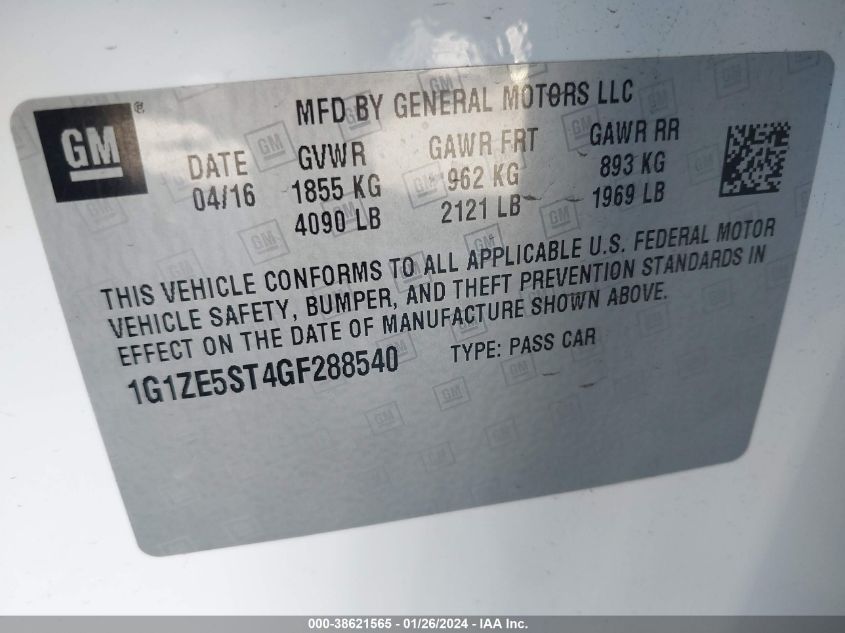 GM ®
MFD BY GENERAL MOTORS LLC
DATE GVWR GAWR FRT GAWR RR
04/16 1855 KG 962 KG 893 KG
4090 LB 2121 LB 1969 LB
THIS VEHICLE CONFORMS TO ALL APPLICABLE U.S. FEDERAL MOTOR
VEHICLE SAFETY, BUMPER, AND THEFT PREVENTION STANDARDS IN
EFFECT ON THE DATE OF MANUFACTURE SHOWN ABOVE.
1G1ZE5ST4GF288540 TYPE: PASS CAR
000-38621565 - 01/26/2024 - IAA Inc.